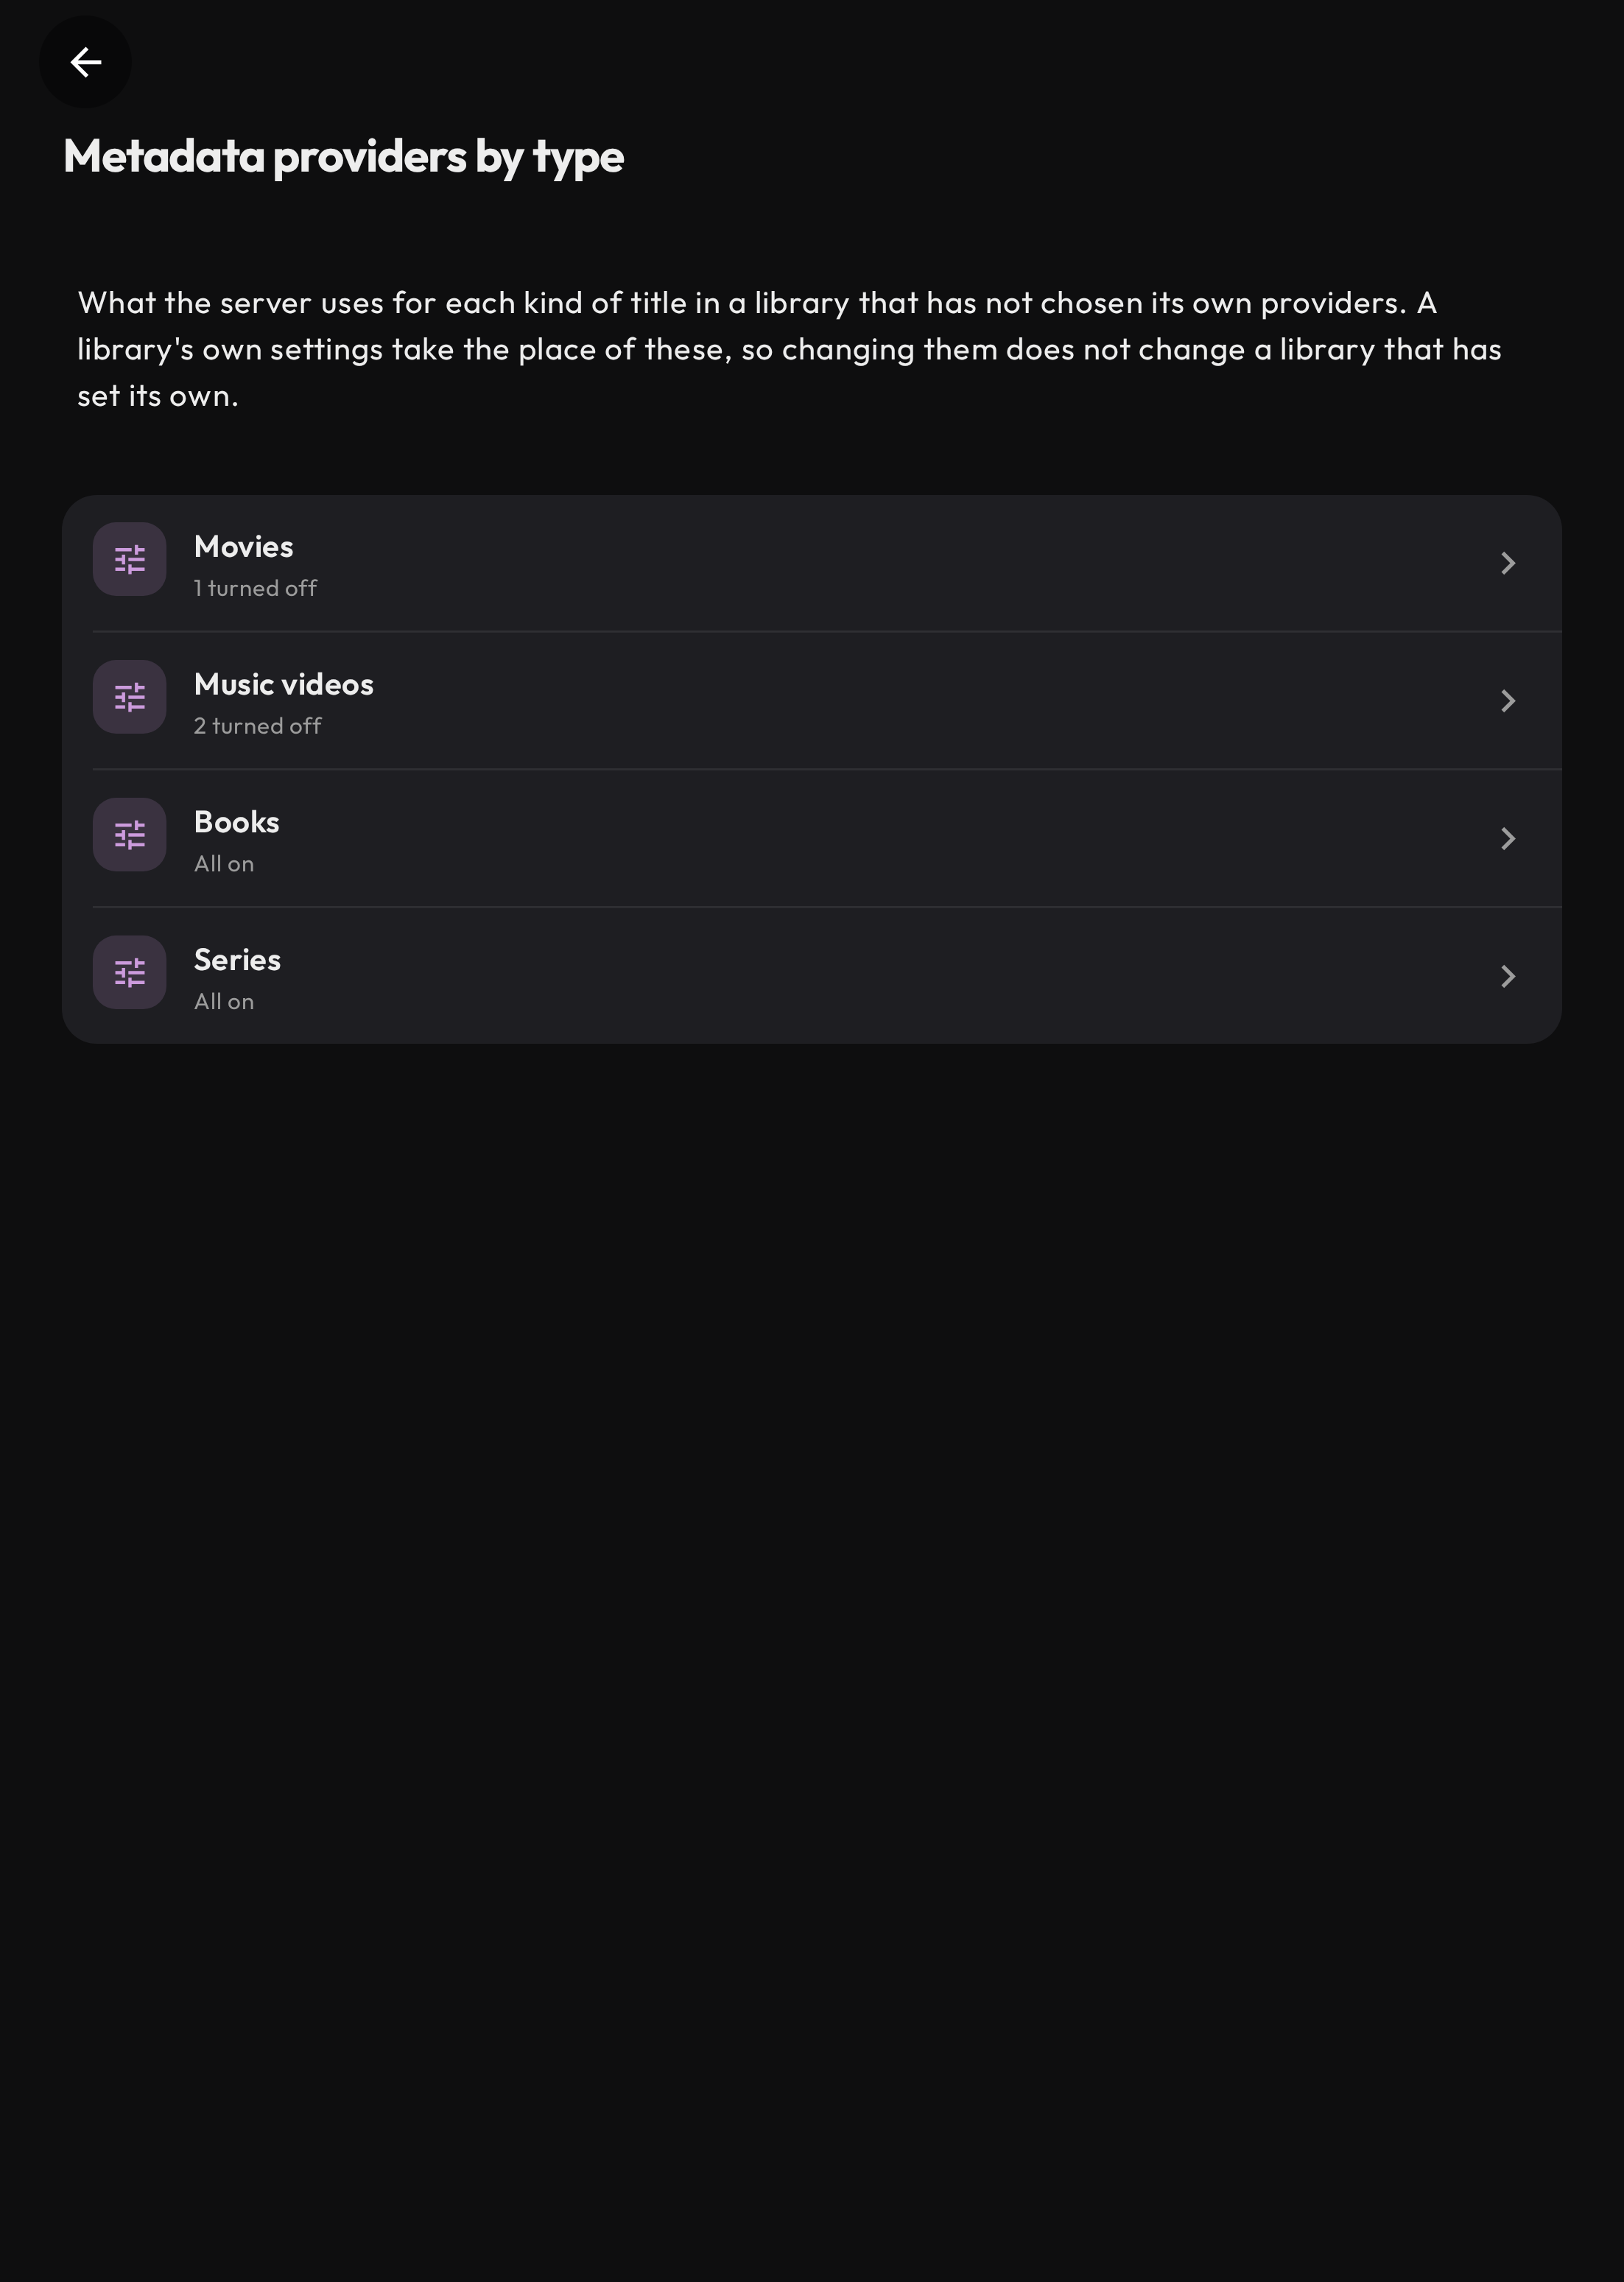 Metadata providers by type
What the server uses for each kind of title in a library that has not chosen its own providers. A
library's own settings take the place of these, so changing them does not change a library that has
set its own.
Movies
1 turned off
Music videos
2 turned off
Books
All on
Series
All on